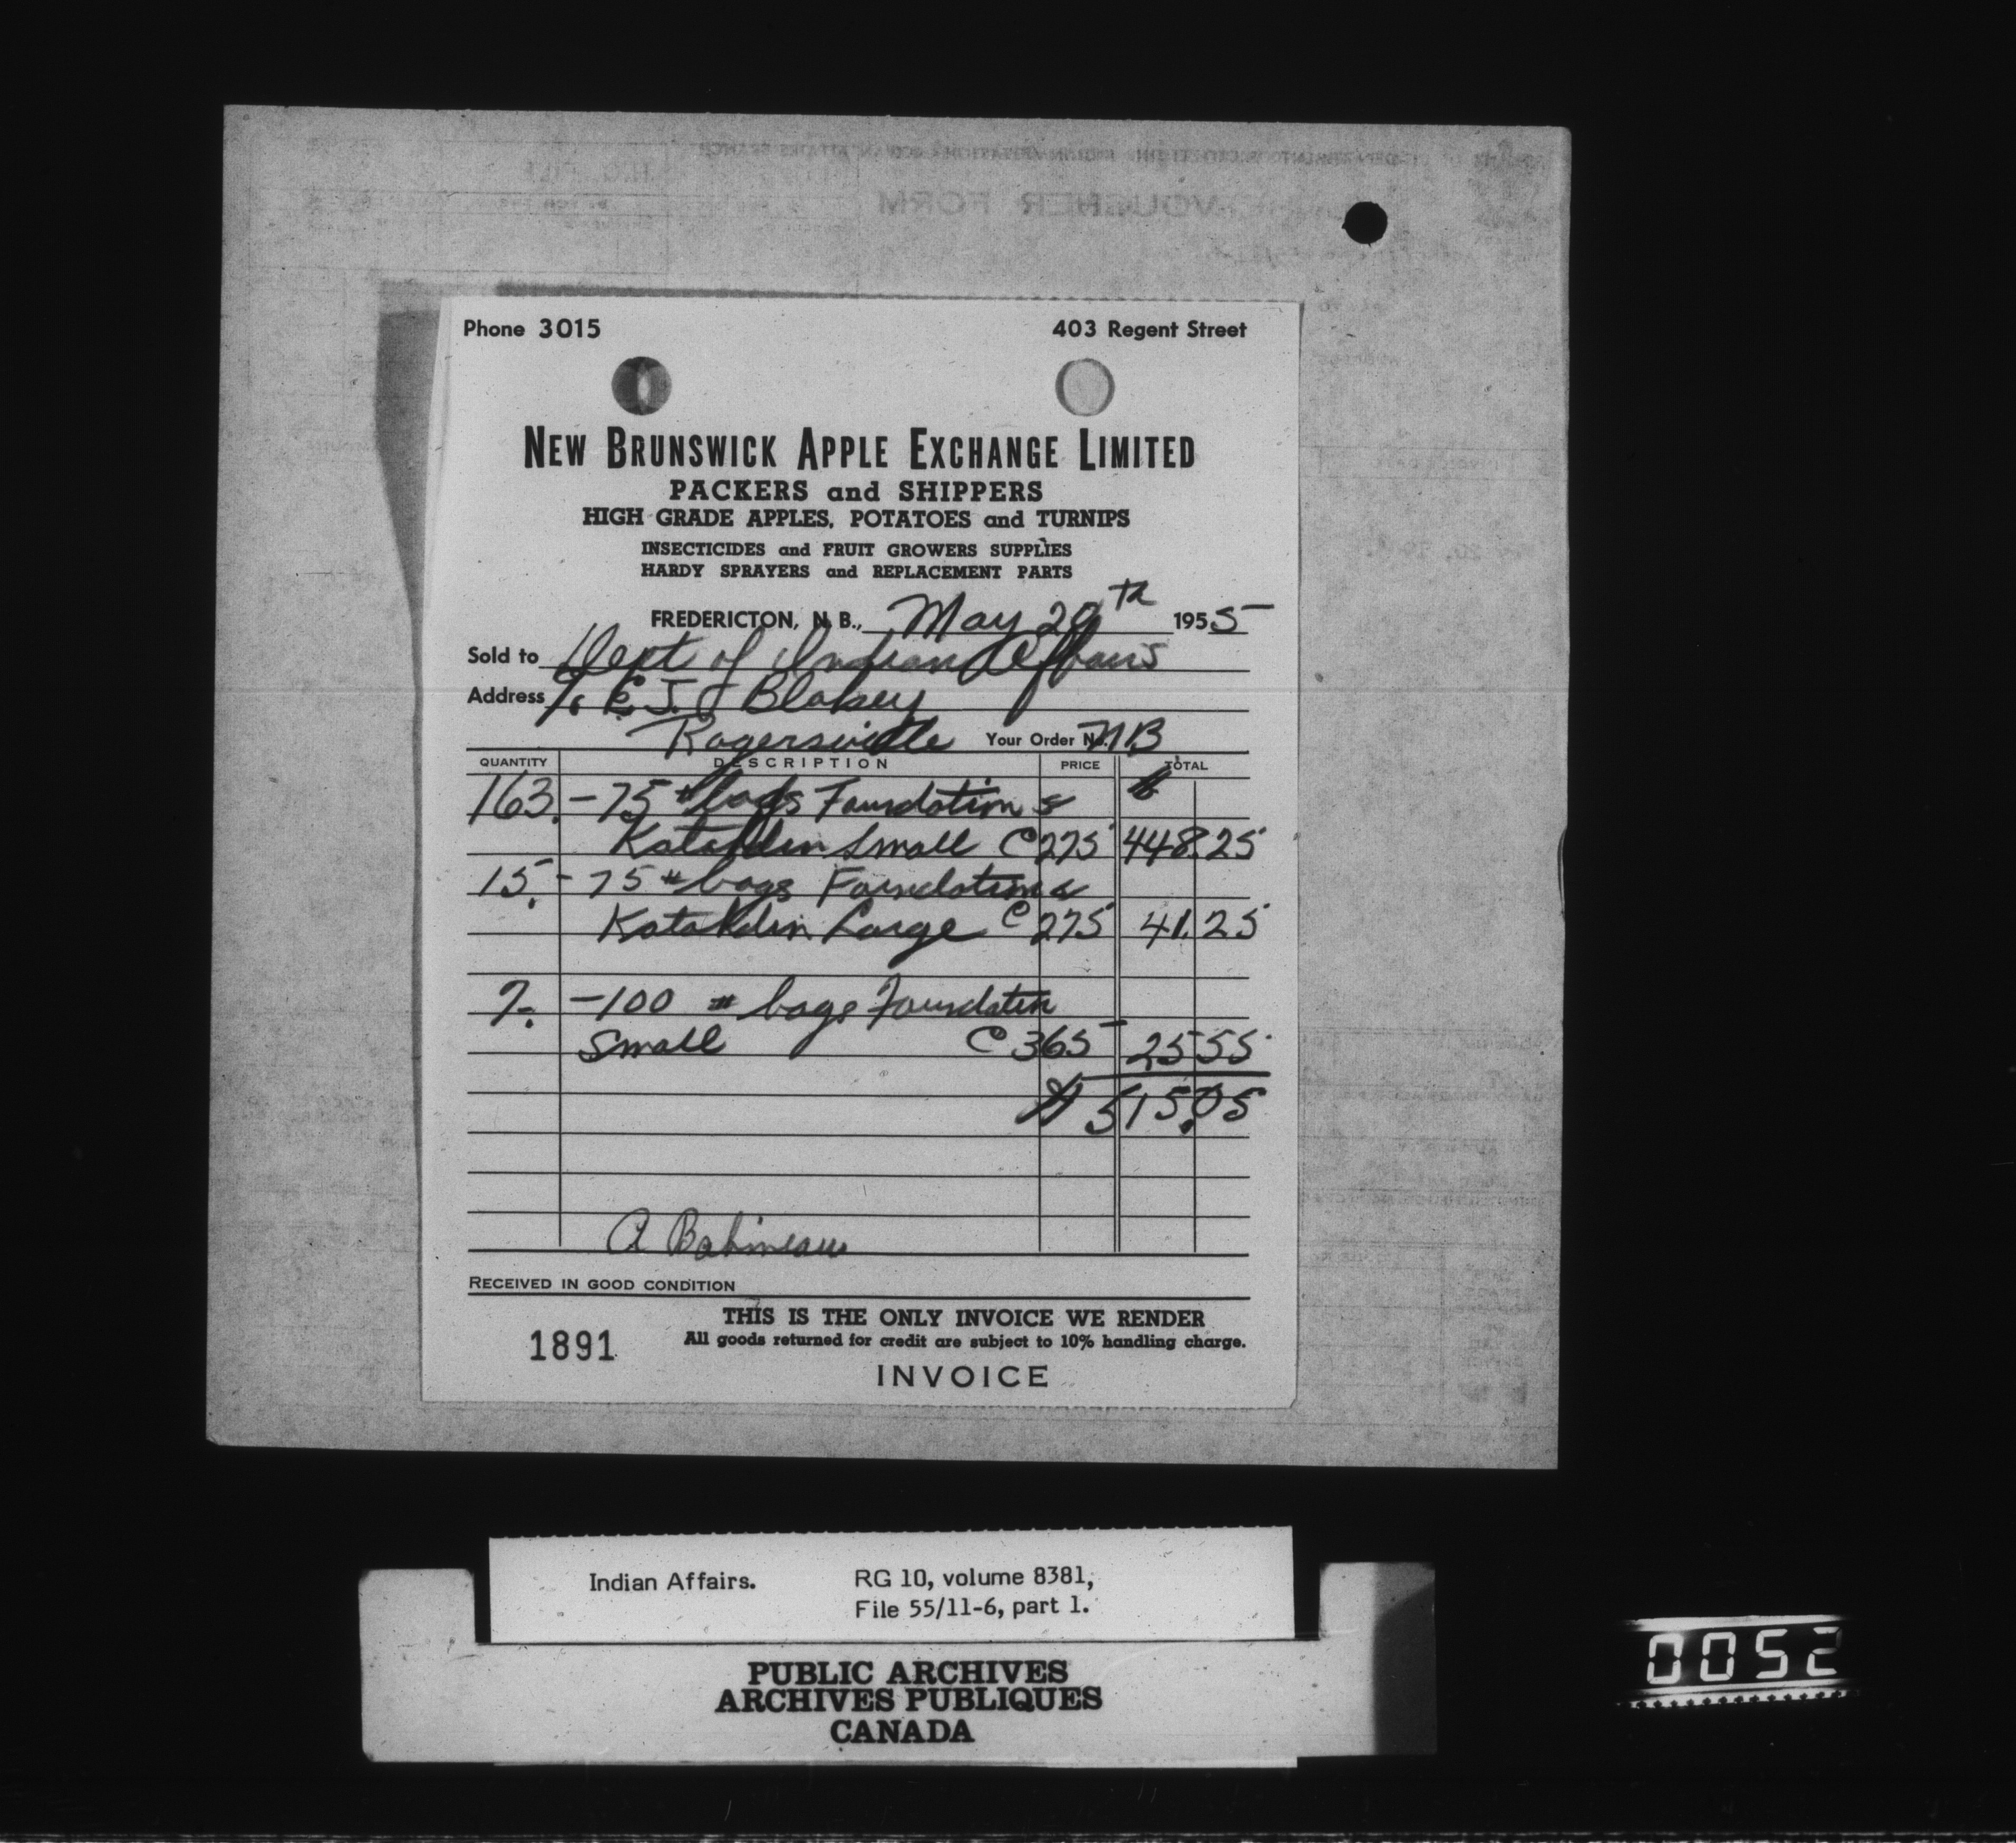 Phone 3015 403 Regent Street
NEW BRUNSWICK APPLE EXCHANGE LIMITED
PACKERS and SHIPPERS
HIGH GRADE APPLES, POTATOES and TURNIPS
INSECTICIDES and FRUIT GROWERS SUPPLIES
HARDY SPRAYERS and REPLACEMENT PARTS
FREDERICTON, N. B., May 20th 1955
Sold to Dept of Indian Affairs
Address % E.J. Blakey
Rogersville Your Order No. NB
QUANTITY DESCRIPTION PRICE TOTAL
163. - 75 # bags Foundation s $
Katahdin Small @ 275 448.25
15. - 75 # bags Foundation s
Katahdin Large @ 275 41.25
7. - 100 # bags Foundation
Small @ 365 25 55
$ 515.05
A Babineau
RECEIVED IN GOOD CONDITION
THIS IS THE ONLY INVOICE WE RENDER
1891 All goods returned for credit are subject to 10% handling charge.
INVOICE
Indian Affairs. RG 10, volume 8381,
File 55/11-6, part 1.
PUBLIC ARCHIVES
ARCHIVES PUBLIQUES
CANADA
0052